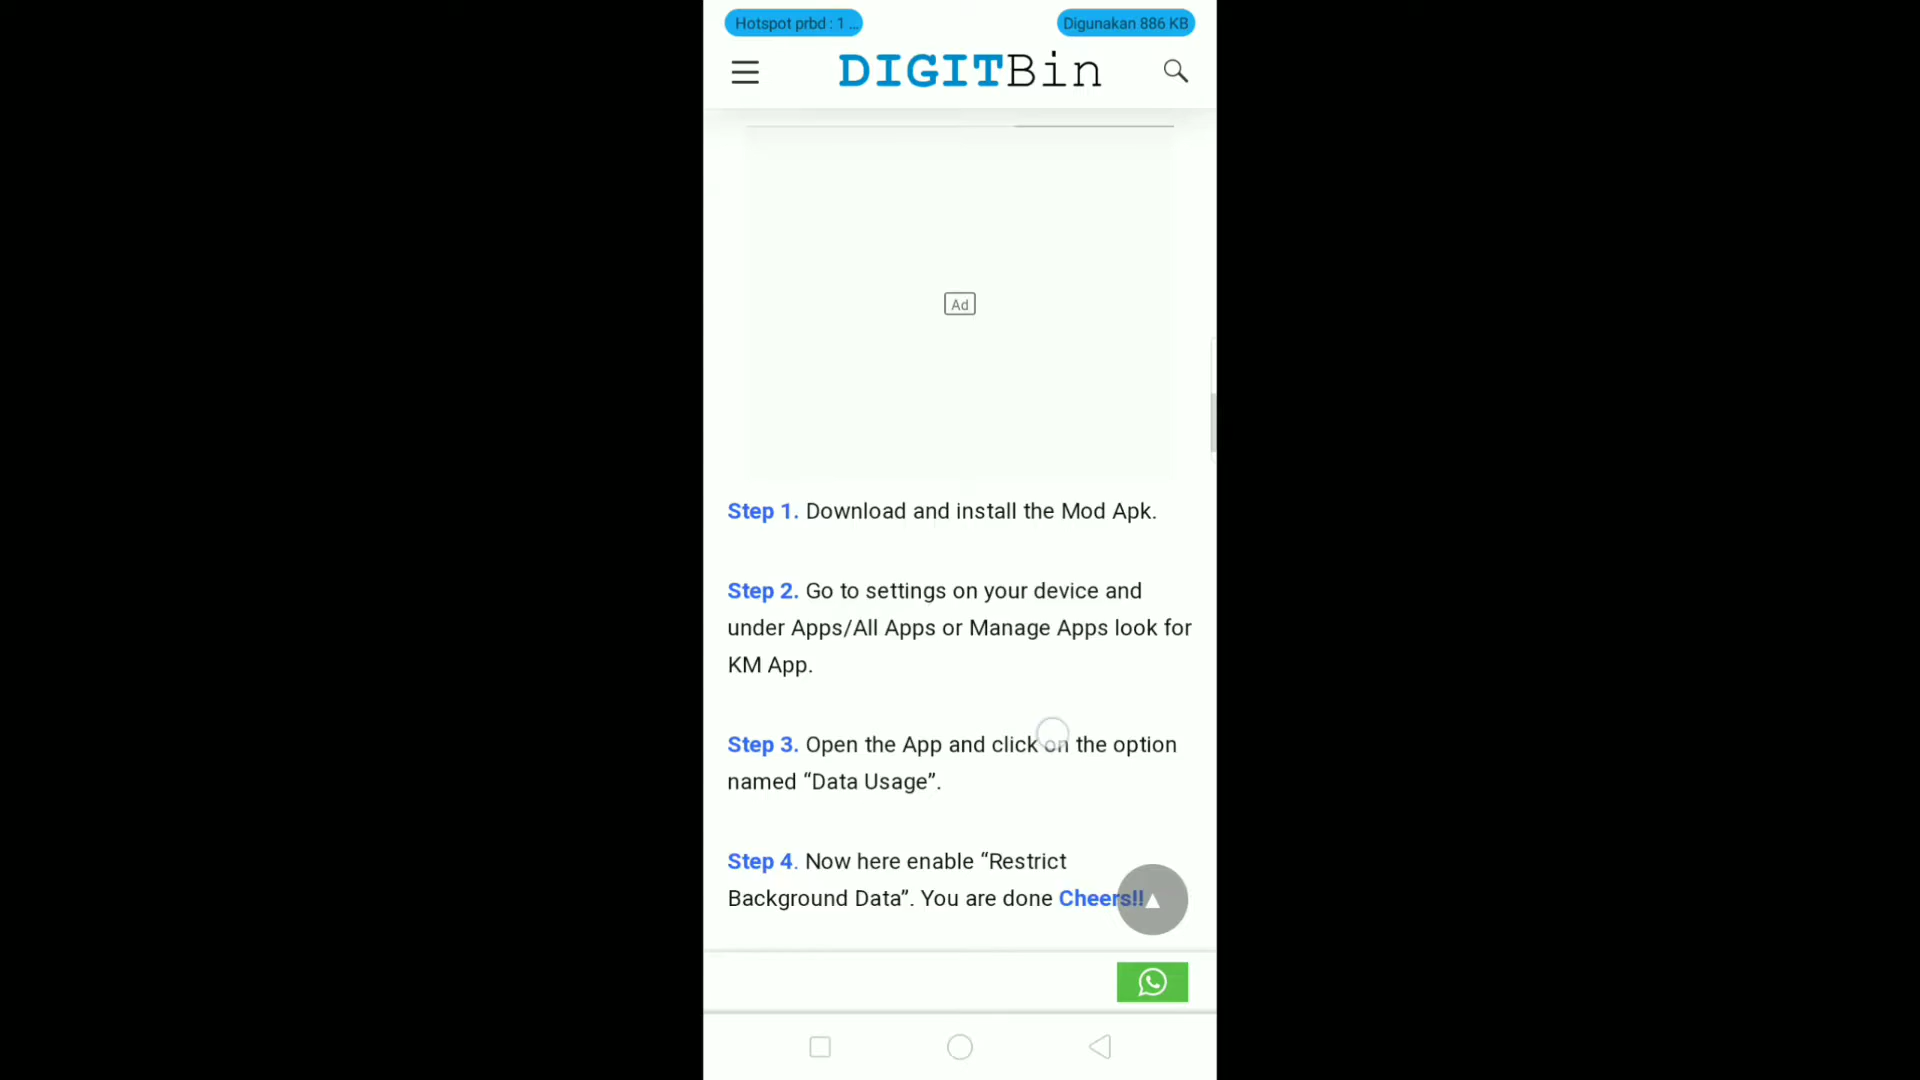 Hotspot prbd : 1 ...
Digunakan 886 KB
DIGITBin
Ad
Step 1. Download and install the Mod Apk.
Step 2. Go to settings on your device and
under Apps/All Apps or Manage Apps look for
KM App.
Step 3. Open the App and click on the option
named “Data Usage”.
Step 4. Now here enable “Restrict
Background Data”. You are done Cheers!!